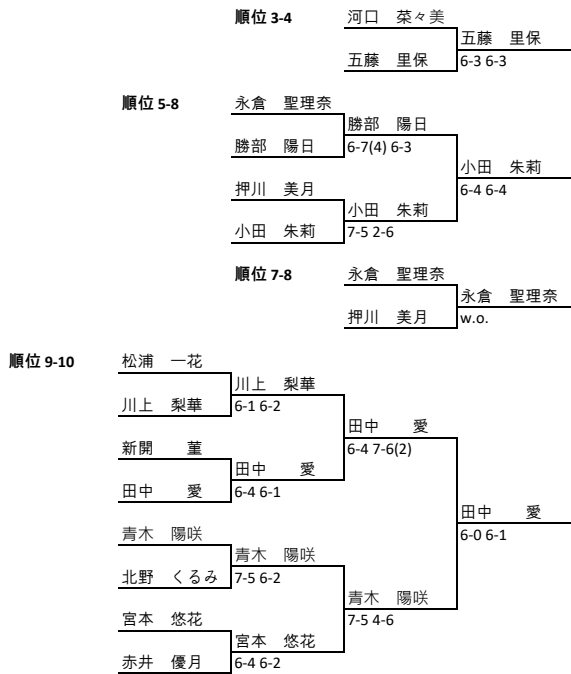 順位 3-4
河口　菜々美
五藤　里保
五藤　里保
6-3 6-3
順位 5-8
永倉　聖理奈
勝部　陽日
勝部　陽日
6-7(4) 6-3
小田　朱莉
押川　美月
6-4 6-4
小田　朱莉
小田　朱莉
7-5 2-6
順位 7-8
永倉　聖理奈
永倉　聖理奈
押川　美月
w.o.
順位 9-10
松浦　一花
川上　梨華
川上　梨華
6-1 6-2
田中　　愛
新開　　菫
6-4 7-6(2)
田中　　愛
田中　　愛
6-4 6-1
田中　　愛
青木　陽咲
6-0 6-1
青木　陽咲
北野　くるみ
7-5 6-2
青木　陽咲
宮本　悠花
7-5 4-6
宮本　悠花
赤井　優月
6-4 6-2